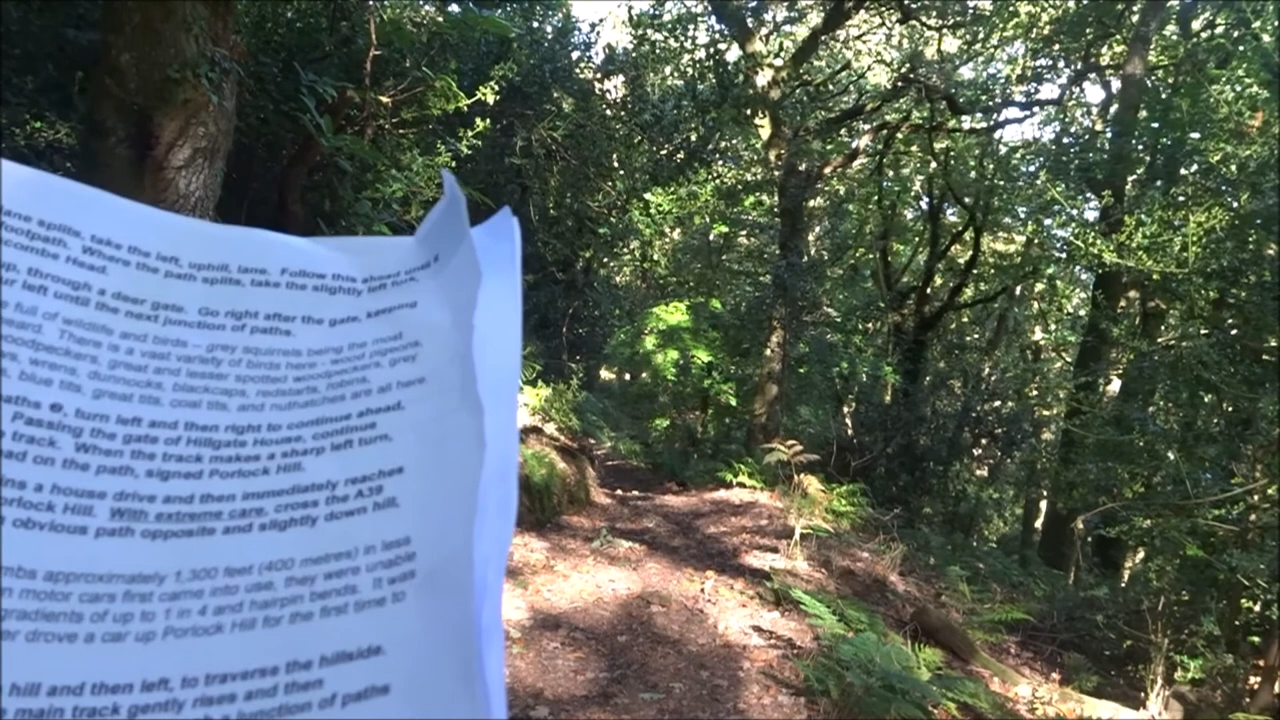 lane splits, take the left, uphill, lane. Follow this ahead until
footpath. Where the path splits, take the slightly left fork,
combe Head.
up, through a deer gate. Go right after the gate, keeping
ur left until the next junction of paths.
full of wildlife and birds – grey squirrels being the most
heard. There is a vast variety of birds here - wood pigeons,
woodpeckers, great and lesser spotted woodpeckers, grey
ws, wrens, dunnocks, blackcaps, redstarts, robins,
s, blue tits, great tits, coal tits, and nuthatches are all here.
aths ❷, turn left and then right to continue ahead,
Passing the gate of Hillgate House, continue
track. When the track makes a sharp left turn,
ad on the path, signed Porlock Hill.
ins a house drive and then immediately reaches
orlock Hill. With extreme care, cross the A39
obvious path opposite and slightly down hill,
mbs approximately 1,300 feet (400 metres) in less
n motor cars first came into use, they were unable
gradients of up to 1 in 4 and hairpin bends. It was
er drove a car up Porlock Hill for the first time to
hill and then left, to traverse the hillside.
main track gently rises and then
a junction of paths